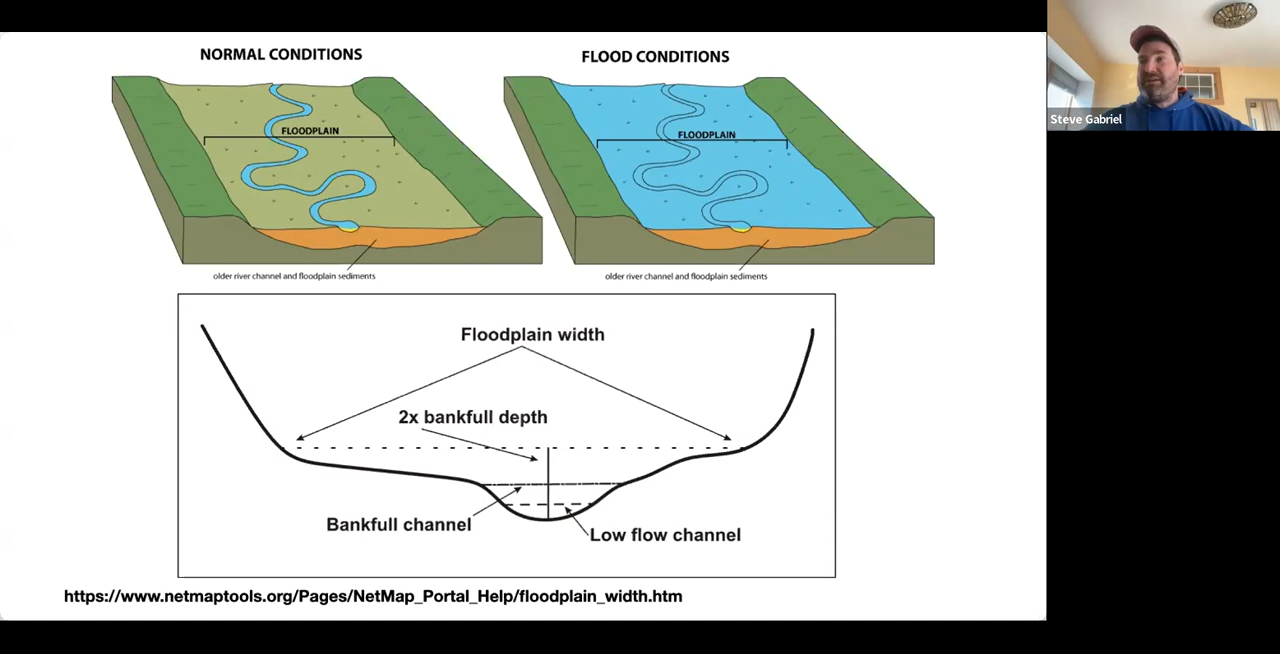 NORMAL CONDITIONS
FLOOD CONDITIONS
FLOODPLAIN
FLOODPLAIN
older river channel and floodplain sediments
older river channel and floodplain sediments
Steve Gabriel
Floodplain width
2x bankfull depth
Bankfull channel
Low flow channel
https://www.netmaptools.org/Pages/NetMap_Portal_Help/floodplain_width.htm